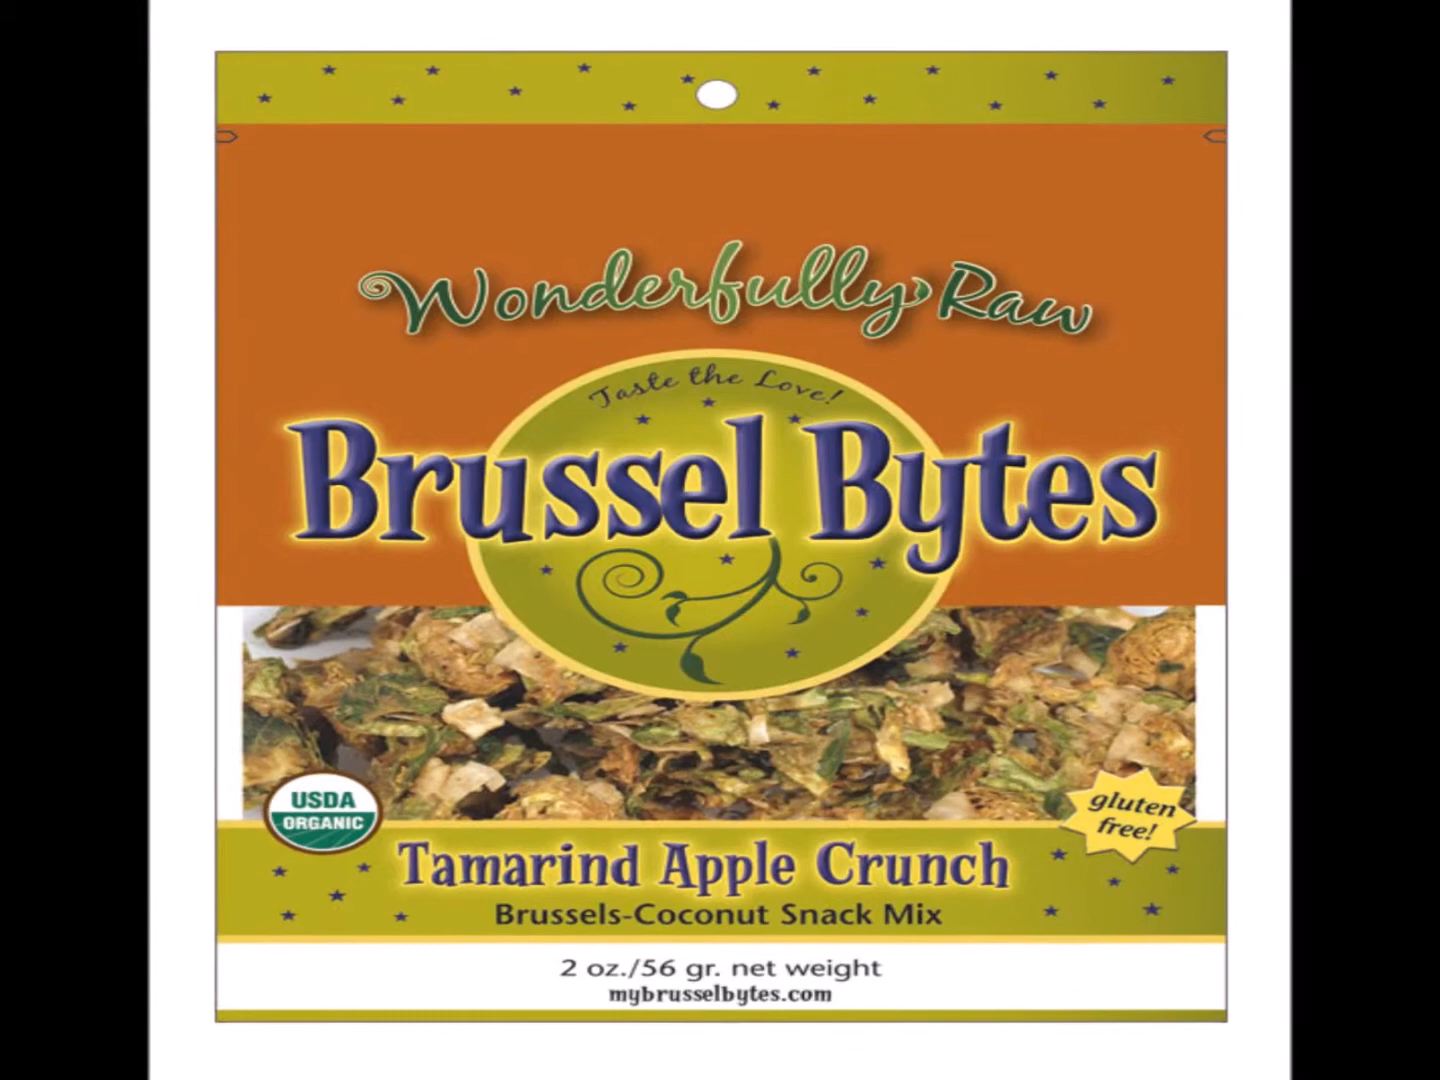 Wonderfully Raw
Taste the Love!
Brussel Bytes
USDA
ORGANIC
gluten
free!
Tamarind Apple Crunch
Brussels-Coconut Snack Mix
2 oz./56 gr. net weight
mybrusselbytes.com